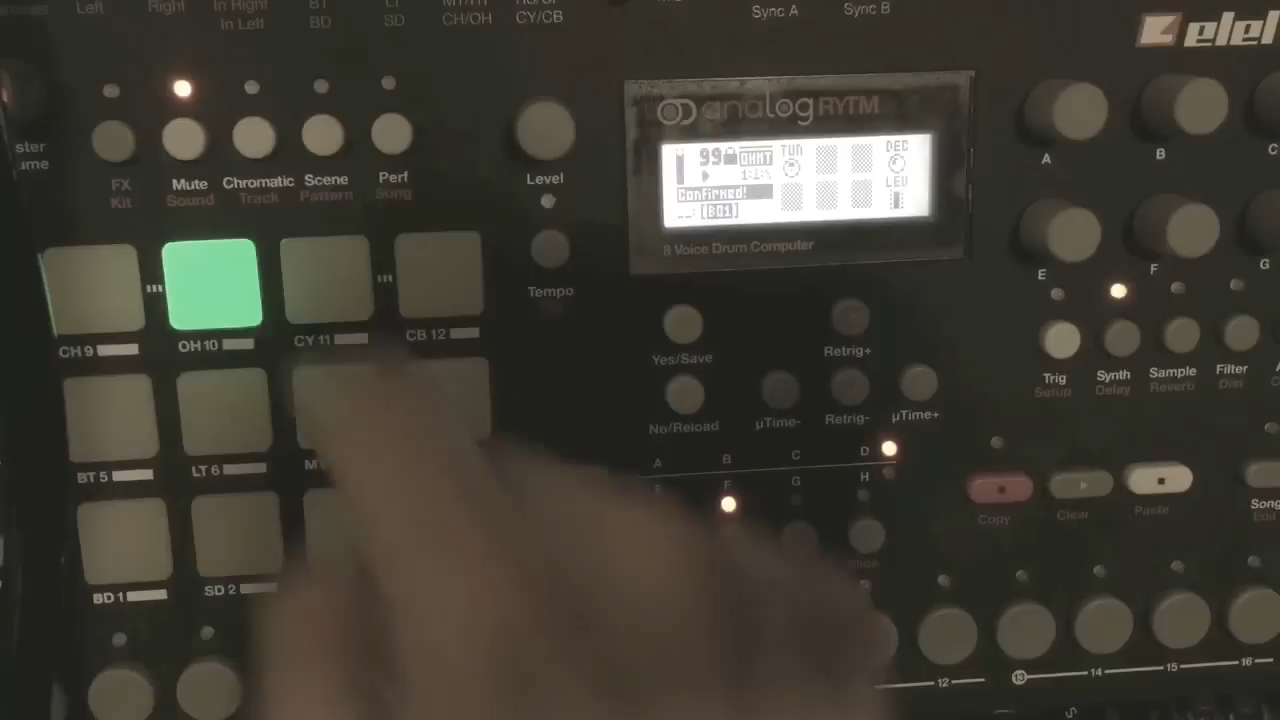 Left Right In Right BT LT
In Left BD SD CH/OH CY/CB
Sync A Sync B
elek
analog RYTM
99 OHMT TUN DEC
Confirmed! LEV
[B01]
8 Voice Drum Computer
FX Mute Chromatic Scene Perf
Kit Sound Track Pattern Song
Level
Tempo
A B C
E F G
CH 9 OH 10 CY 11 CB 12
BT 5 LT 6
BD 1 SD 2
Yes/Save Retrig+
No/Reload µTime- Retrig- µTime+
Trig Synth Sample Filter
Setup Delay Reverb Dist
A B C D
F G H
Copy Clear Paste Song
Edit
Slide
12 13 14 15 16